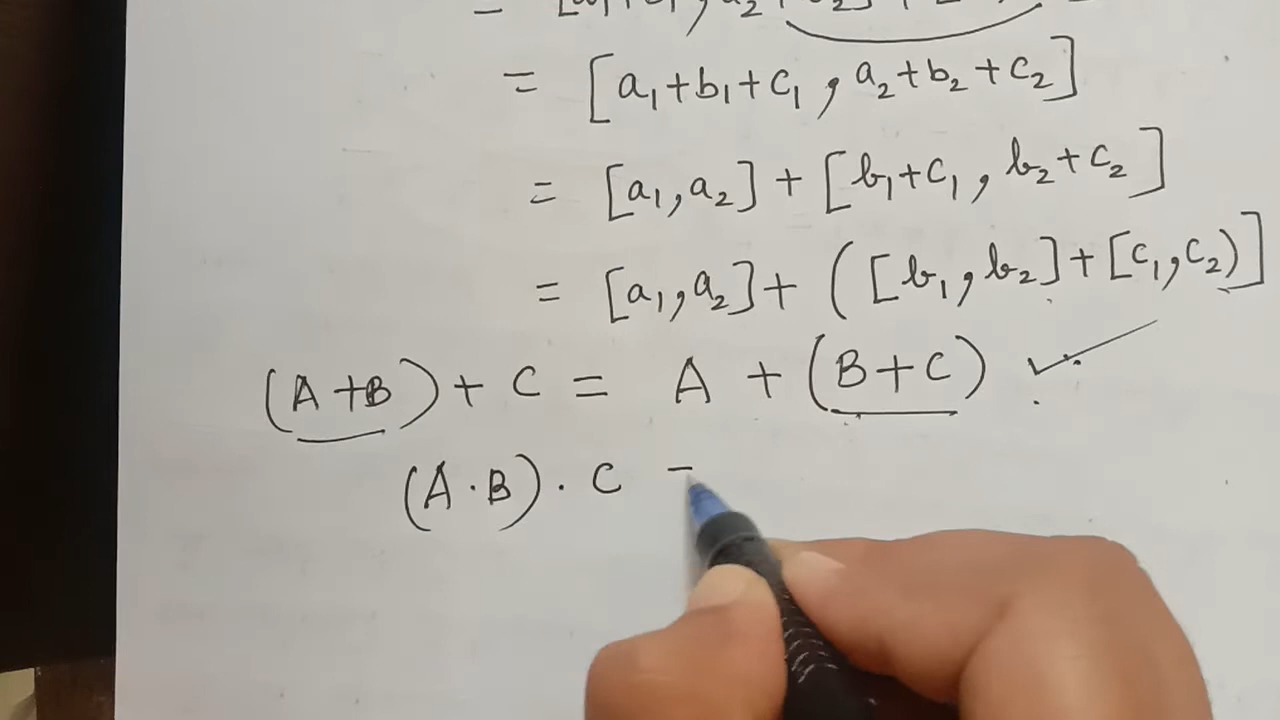 = [a₁+b₁+c₁ , a₂+b₂+c₂]
= [a₁,a₂] + [b₁+c₁ , b₂+c₂]
= [a₁,a₂] + ([b₁,b₂]+[c₁,c₂)]
(A+B)+C = A + (B+C) ✓
(A·B)·C